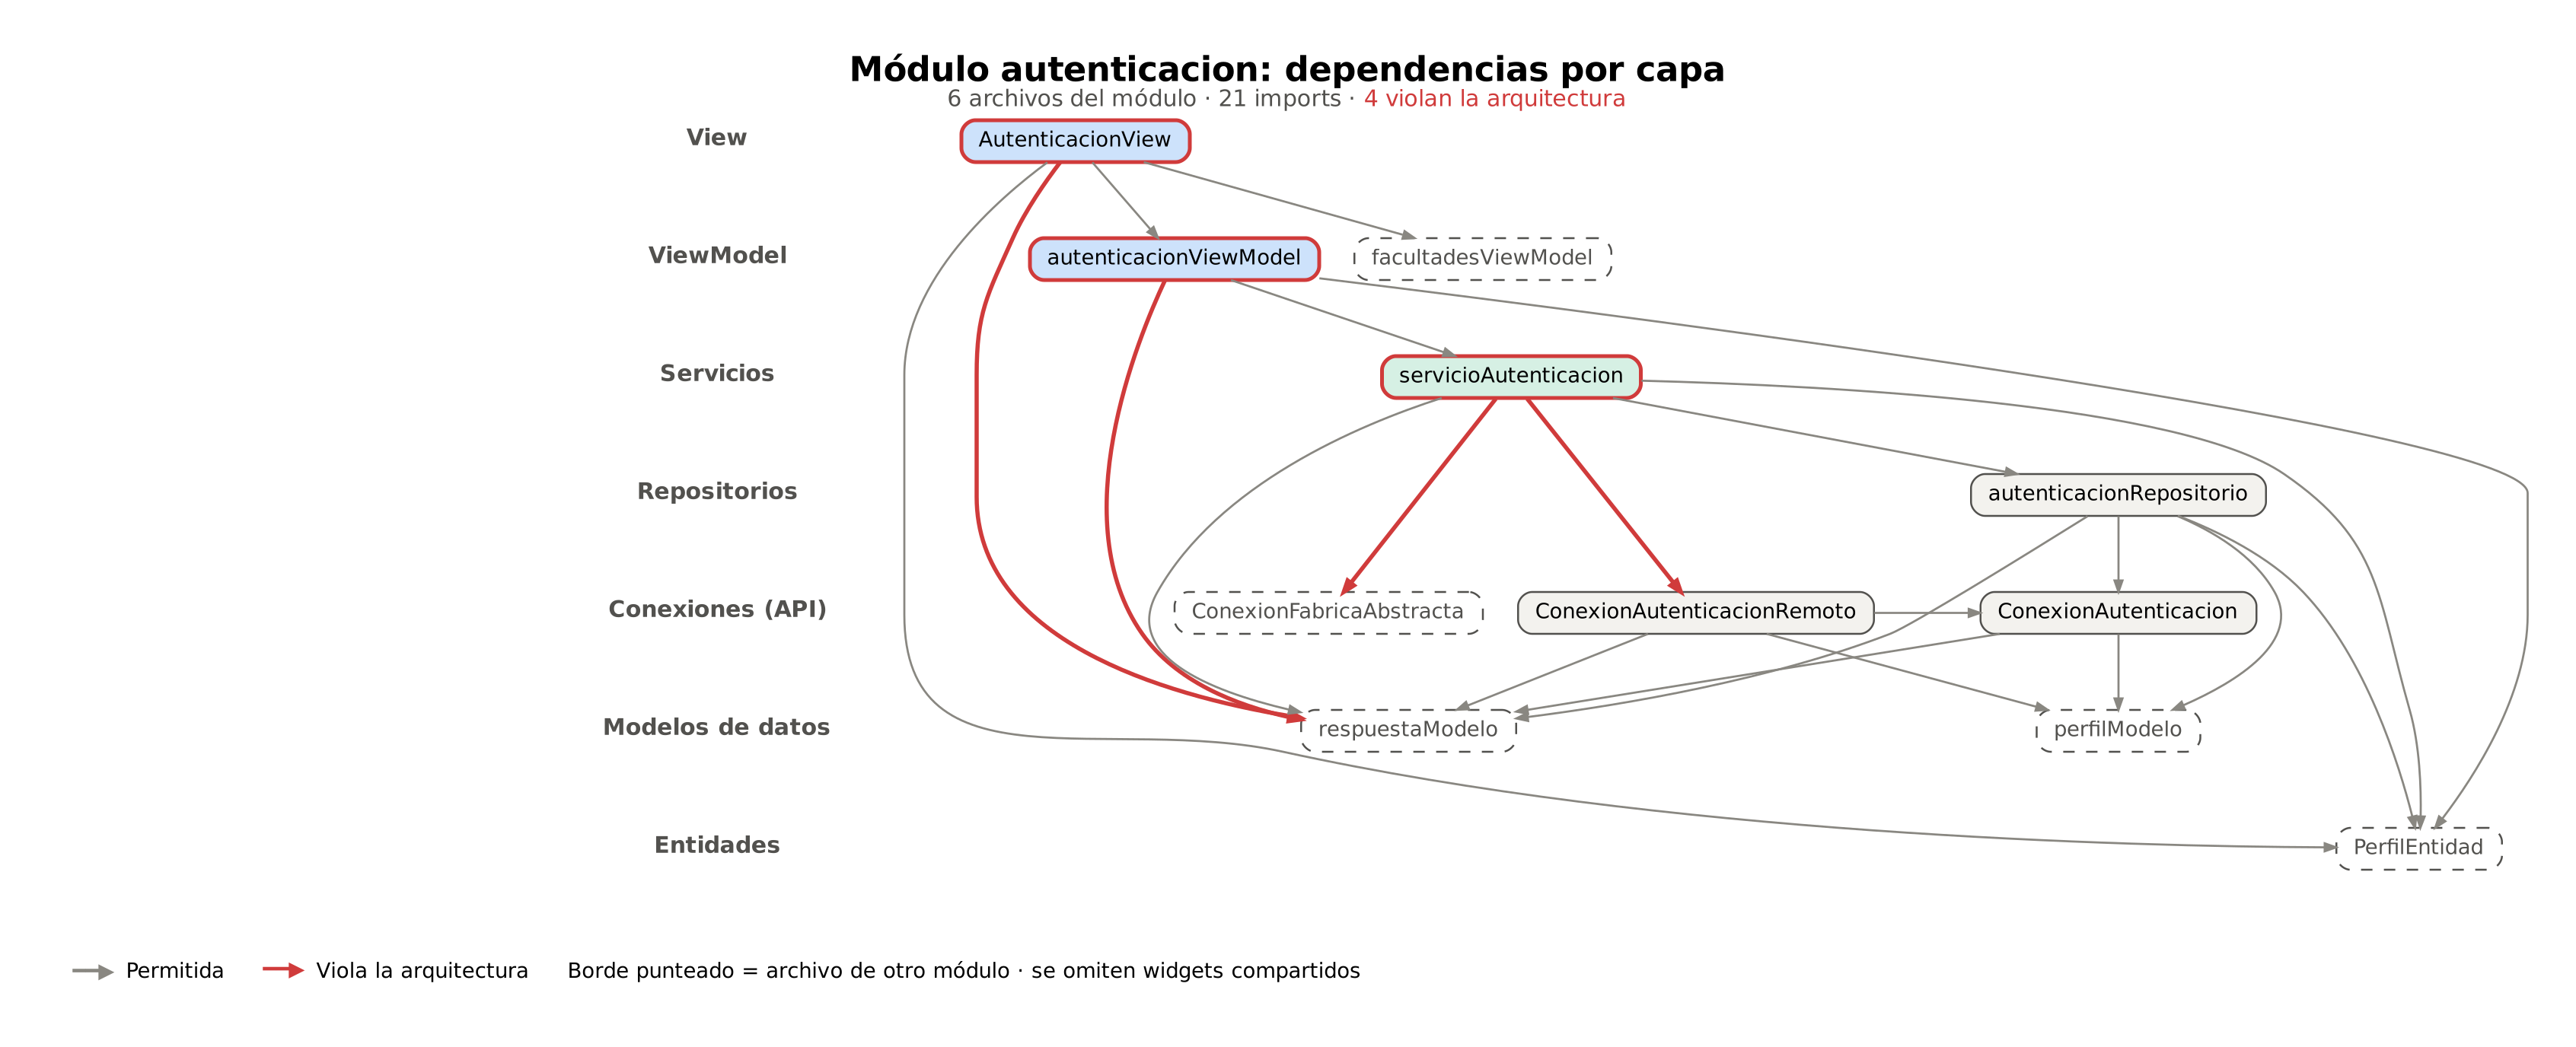 Módulo autenticacion: dependencias por capa
6 archivos del módulo · 21 imports · 4 violan la arquitectura
View
AutenticacionView
ViewModel
autenticacionViewModel
facultadesViewModel
Servicios
servicioAutenticacion
Repositorios
autenticacionRepositorio
Conexiones (API)
ConexionFabricaAbstracta
ConexionAutenticacionRemoto
ConexionAutenticacion
Modelos de datos
respuestaModelo
perfilModelo
Entidades
PerfilEntidad
Permitida
Viola la arquitectura
Borde punteado = archivo de otro módulo · se omiten widgets compartidos